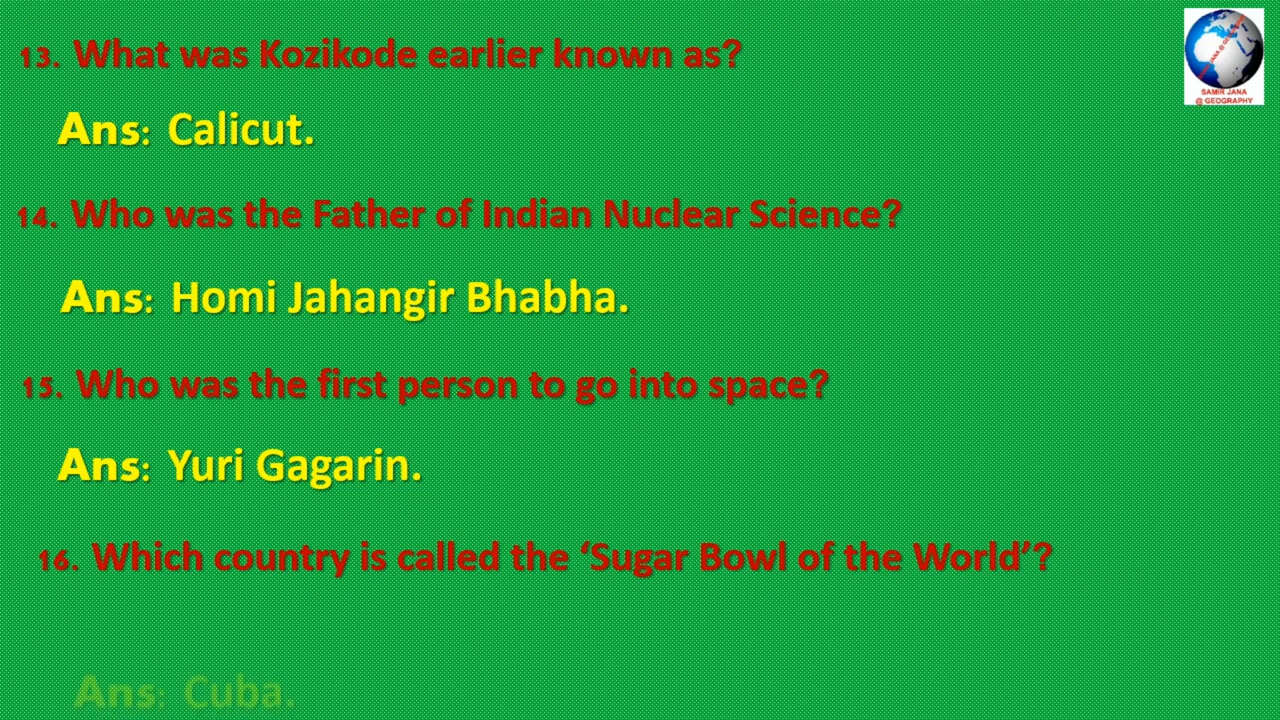 13. What was Kozikode earlier known as?
Ans: Calicut.
14. Who was the Father of Indian Nuclear Science?
Ans: Homi Jahangir Bhabha.
15. Who was the first person to go into space?
Ans: Yuri Gagarin.
16. Which country is called the ‘Sugar Bowl of the World’?
Ans: Cuba.
SAMIR JANA
@ GEOGRAPHY